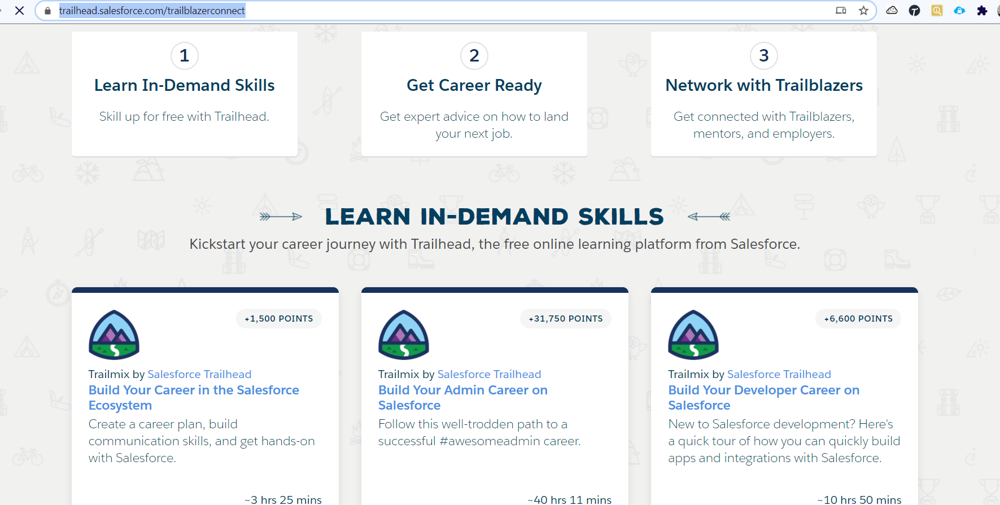 trailhead.salesforce.com/trailblazerconnect
1
Learn In-Demand Skills
Skill up for free with Trailhead.
2
Get Career Ready
Get expert advice on how to land
your next job.
3
Network with Trailblazers
Get connected with Trailblazers,
mentors, and employers.
LEARN IN-DEMAND SKILLS
Kickstart your career journey with Trailhead, the free online learning platform from Salesforce.
+1,500 POINTS
Trailmix by Salesforce Trailhead
Build Your Career in the Salesforce
Ecosystem
Create a career plan, build
communication skills, and get hands-on
with Salesforce.
~3 hrs 25 mins
+31,750 POINTS
Trailmix by Salesforce Trailhead
Build Your Admin Career on
Salesforce
Follow this well-trodden path to a
successful #awesomeadmin career.
~40 hrs 11 mins
+6,600 POINTS
Trailmix by Salesforce Trailhead
Build Your Developer Career on
Salesforce
New to Salesforce development? Here's
a quick tour of how you can quickly build
apps and integrations with Salesforce.
~10 hrs 50 mins